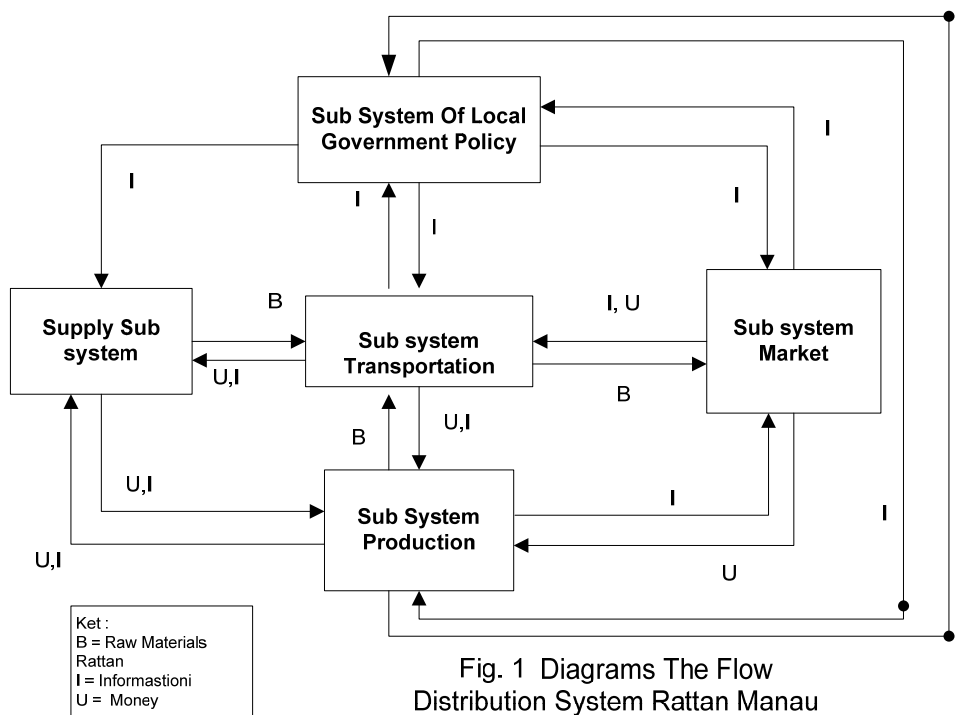 Sub System Of Local
Government Policy
I
I
I
I
I
I
Supply Sub
system
B
U,I
Sub system
Transportation
I, U
B
Sub system
Market
B
U,I
U,I
U,I
Sub System
Production
I
U
Ket :
B = Raw Materials
Rattan
I = Informastioni
U = Money
Fig. 1 Diagrams The Flow
Distribution System Rattan Manau